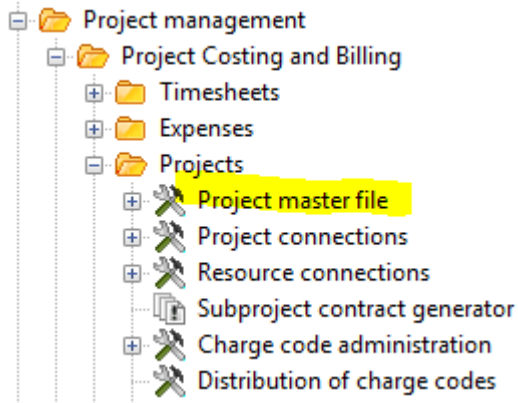 Project management
Project Costing and Billing
Timesheets
Expenses
Projects
Project master file
Project connections
Resource connections
Subproject contract generator
Charge code administration
Distribution of charge codes